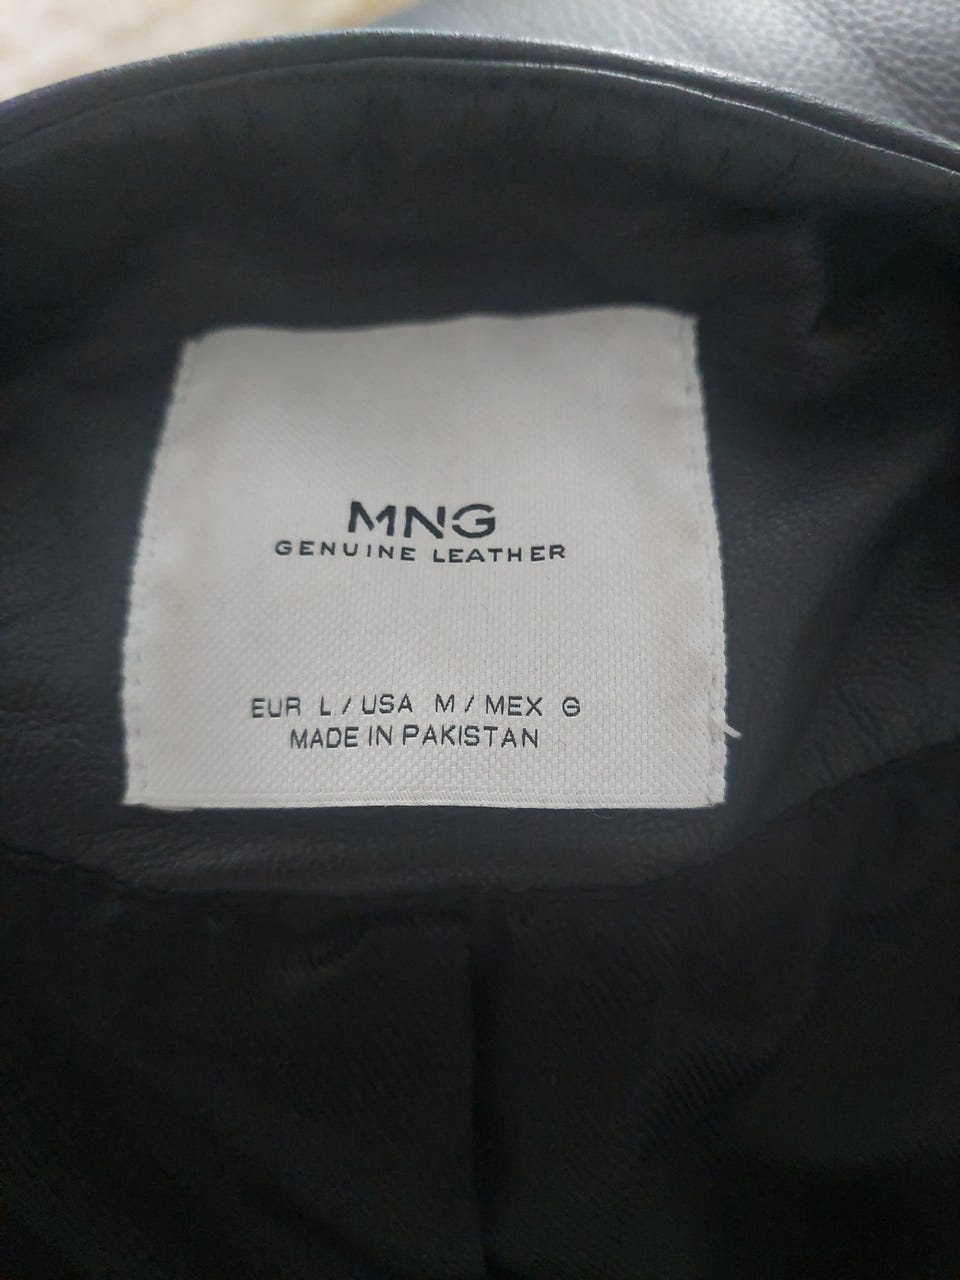 MNG
GENUINE LEATHER
EUR L / USA M / MEX G
MADE IN PAKISTAN